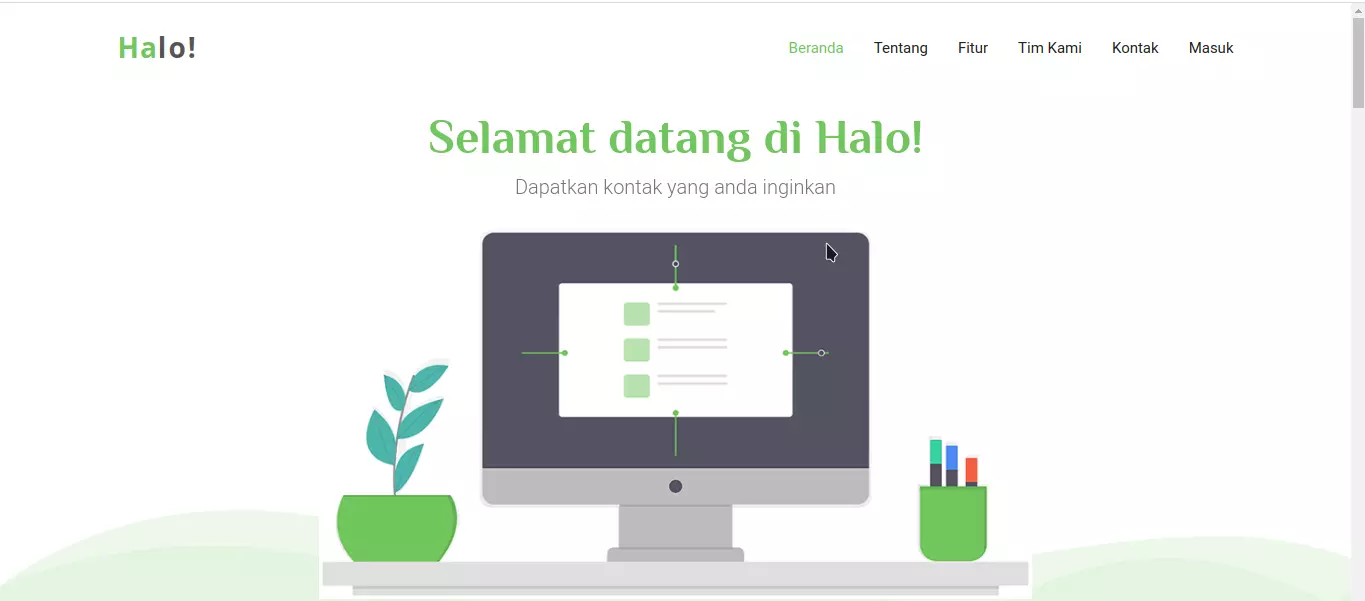 Halo!
Beranda Tentang Fitur Tim Kami Kontak Masuk
Selamat datang di Halo!
Dapatkan kontak yang anda inginkan